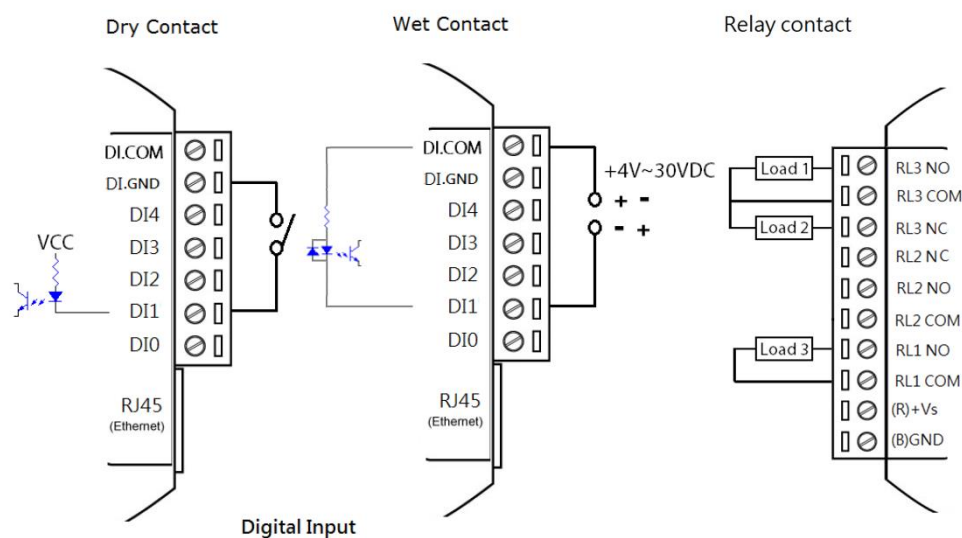 Dry Contact
Wet Contact
Relay contact
DI.COM
DI.GND
DI4
DI3
DI2
DI1
DI0
RJ45
(Ethernet)
VCC
DI.COM
DI.GND
DI4
DI3
DI2
DI1
DI0
RJ45
(Ethernet)
+4V~30VDC
+ -
- +
Load 1
Load 2
Load 3
RL3 NO
RL3 COM
RL3 NC
RL2 NC
RL2 NO
RL2 COM
RL1 NO
RL1 COM
(R)+Vs
(B)GND
Digital Input